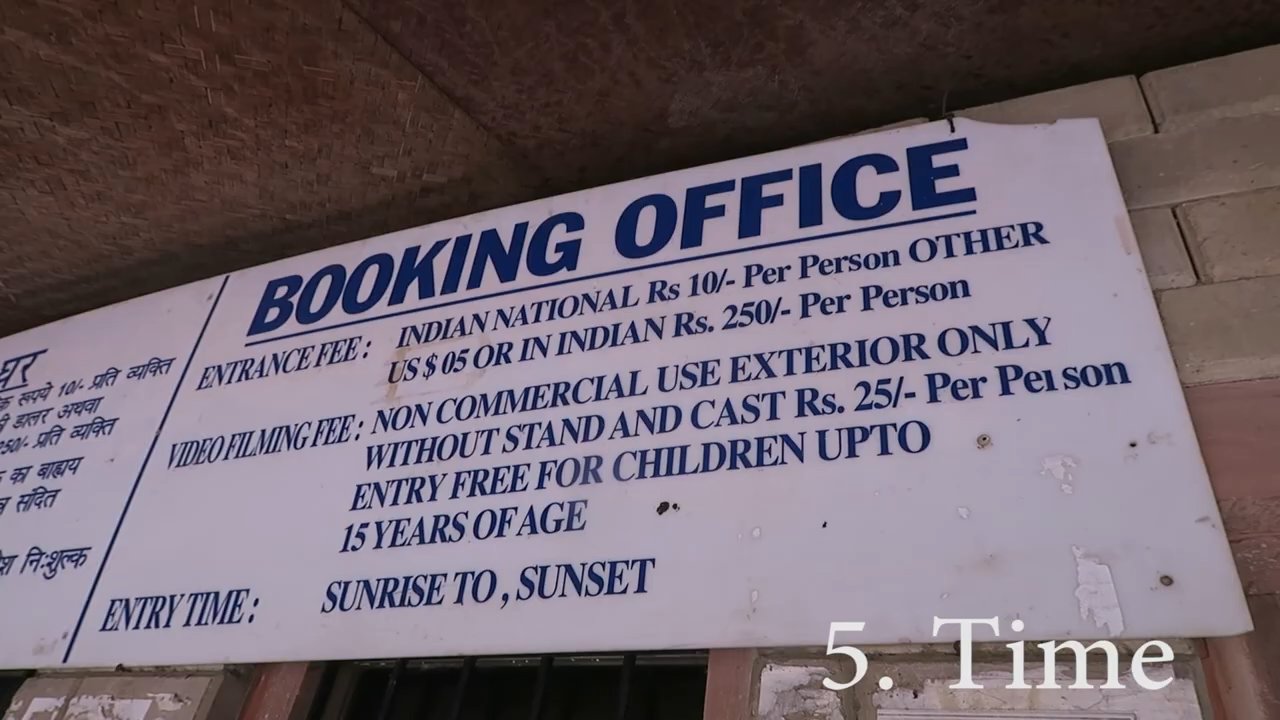 घर
रूपये 10/- प्रति व्यक्ति
डालर अथवा
250/- प्रति व्यक्ति
का बाह्राय
संदित
निःशुल्क
BOOKING OFFICE
ENTRANCE FEE : INDIAN NATIONAL Rs 10/- Per Person OTHER
US $ 05 OR IN INDIAN Rs. 250/- Per Person
VIDEO FILMING FEE : NON COMMERCIAL USE EXTERIOR ONLY
WITHOUT STAND AND CAST Rs. 25/- Per Person
ENTRY FREE FOR CHILDREN UPTO
15 YEARS OF AGE
ENTRY TIME : SUNRISE TO , SUNSET
5. Time